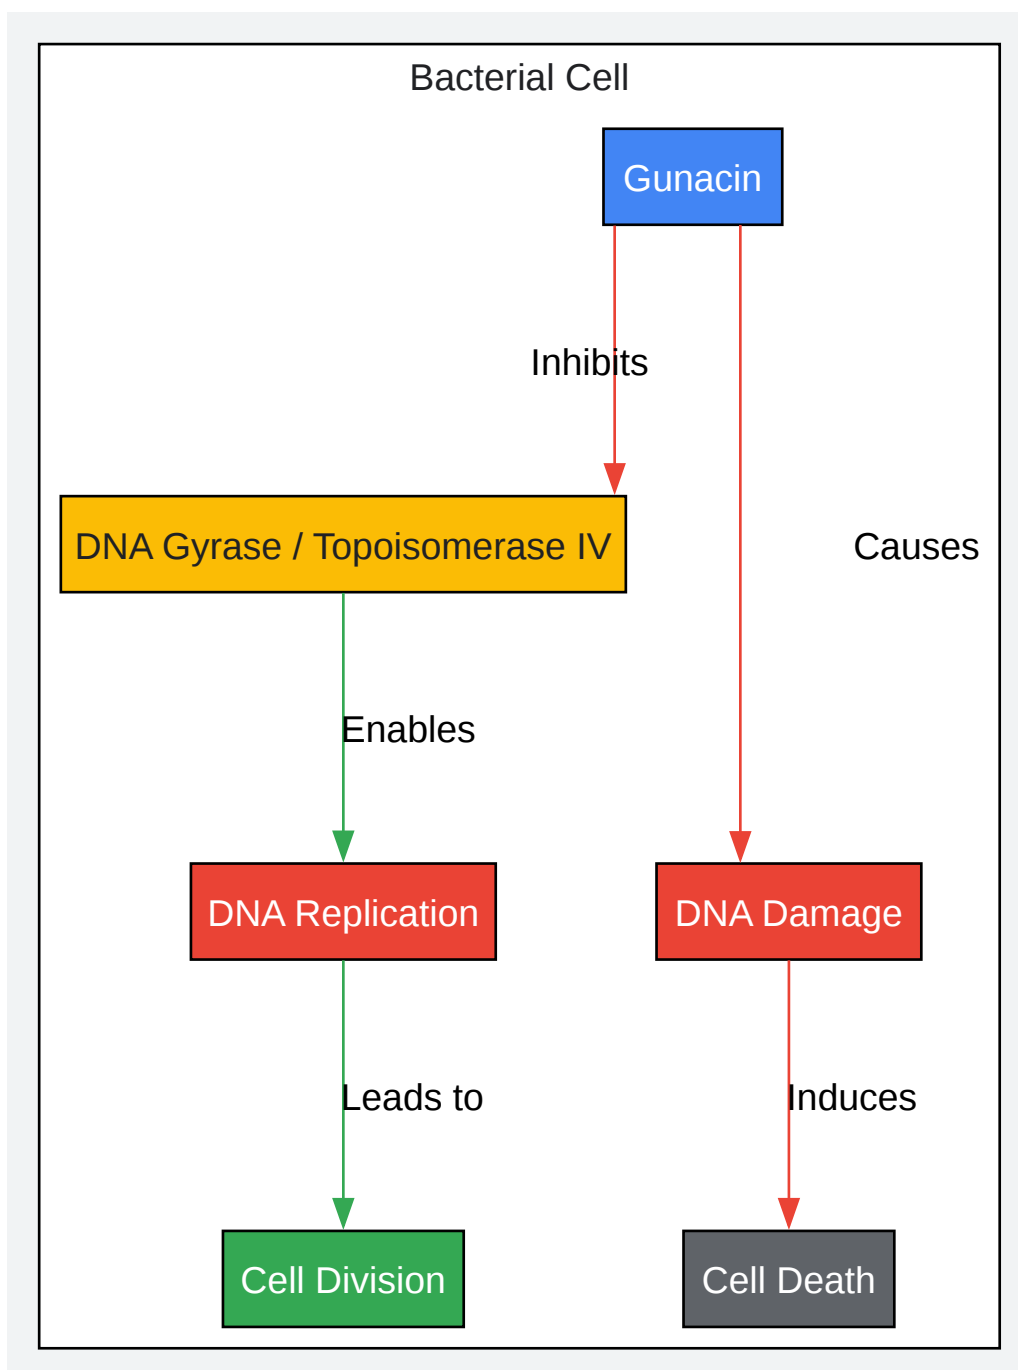 Bacterial Cell
Gunacin
Inhibits
DNA Gyrase / Topoisomerase IV
Causes
Enables
DNA Replication
DNA Damage
Leads to
Induces
Cell Division
Cell Death